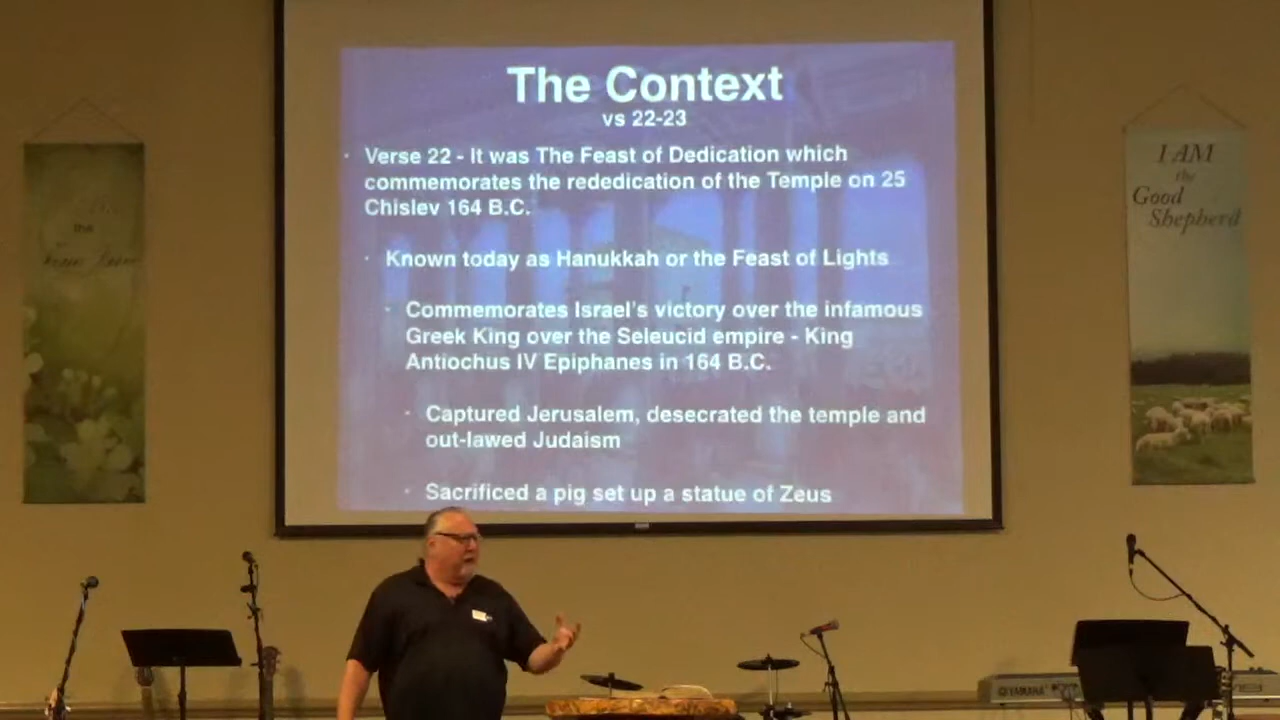 The Context
vs 22-23
· Verse 22 - It was The Feast of Dedication which
commemorates the rededication of the Temple on 25
Chislev 164 B.C.
· Known today as Hanukkah or the Feast of Lights
· Commemorates Israel's victory over the infamous
Greek King over the Seleucid empire - King
Antiochus IV Epiphanes in 164 B.C.
· Captured Jerusalem, desecrated the temple and
out-lawed Judaism
· Sacrificed a pig set up a statue of Zeus
the
I AM
the
Good
Shepherd
YAMAHA